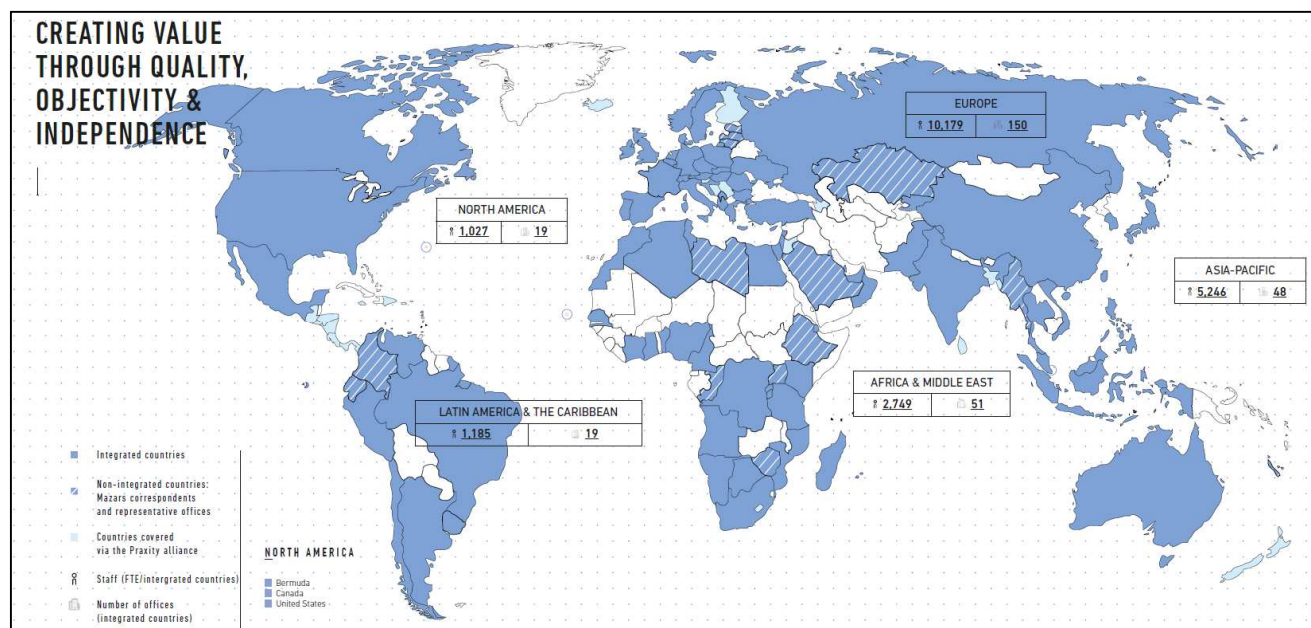 CREATING VALUE
THROUGH QUALITY,
OBJECTIVITY &
INDEPENDENCE
EUROPE
10,179 150
NORTH AMERICA
1,027 19
ASIA-PACIFIC
5,246 48
AFRICA & MIDDLE EAST
2,749 51
LATIN AMERICA & THE CARIBBEAN
1,185 19
Integrated countries
Non-integrated countries:
Mazars correspondents
and representative offices
Countries covered
via the Praxity alliance
Staff (FTE/intergrated countries)
Number of offices
(integrated countries)
NORTH AMERICA
Bermuda
Canada
United States